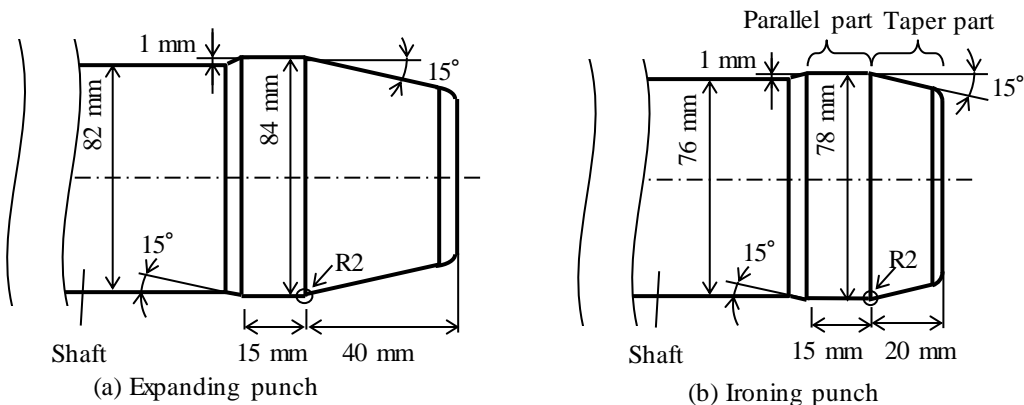 1 mm
15°
82 mm
84 mm
15°
R2
Shaft
15 mm
40 mm
(a) Expanding punch
Parallel part
Taper part
1 mm
15°
76 mm
78 mm
15°
R2
Shaft
15 mm
20 mm
(b) Ironing punch